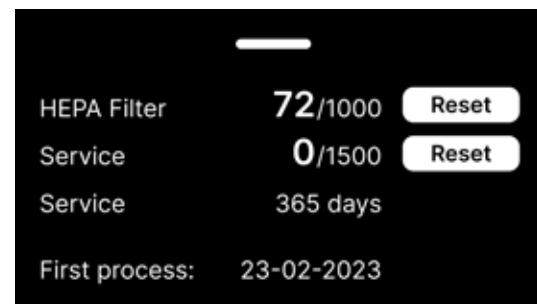 HEPA Filter 72/1000 Reset
Service 0/1500 Reset
Service 365 days
First process: 23-02-2023